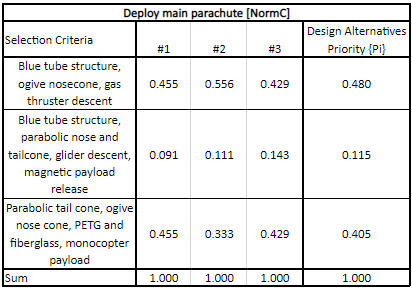 Deploy main parachute [NormC]
Selection Criteria #1 #2 #3 Design Alternatives
Priority {Pi}
Blue tube structure,
ogive nosecone, gas
thruster descent
0.455 0.556 0.429 0.480
Blue tube structure,
parabolic nose and
tailcone, glider descent,
magnetic payload
release
0.091 0.111 0.143 0.115
Parabolic tail cone, ogive
nose cone, PETG and
fiberglass, monocopter
payload
0.455 0.333 0.429 0.405
Sum 1.000 1.000 1.000 1.000